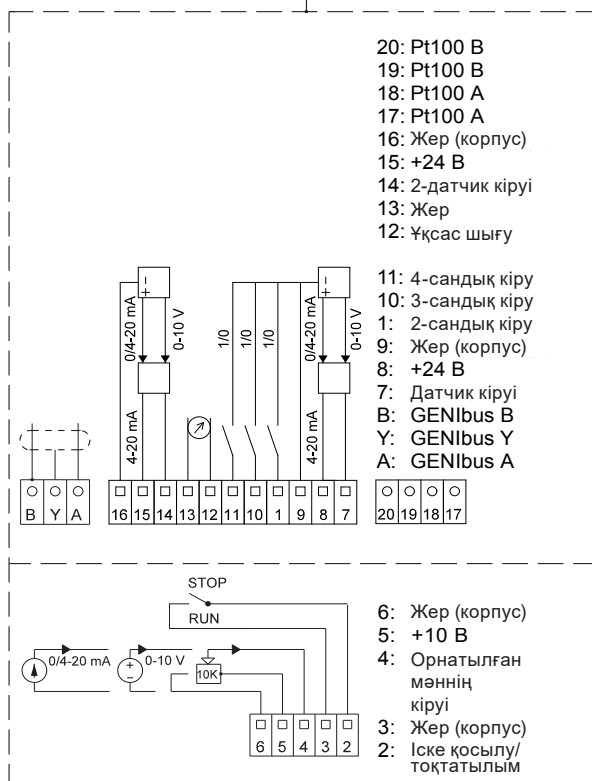 20: Pt100 B
19: Pt100 B
18: Pt100 A
17: Pt100 A
16: Жер (корпус)
15: +24 В
14: 2-датчик кіруі
13: Жер
12: Ұқсас шығу
11: 4-сандық кіру
10: 3-сандық кіру
1: 2-сандық кіру
9: Жер (корпус)
8: +24 В
7: Датчик кіруі
B: GENIbus B
Y: GENIbus Y
A: GENIbus A
- +
0/4-20 mA
0-10 V
1/0
1/0
1/0
- +
0/4-20 mA
0-10 V
4-20 mA
4-20 mA
B Y A
16 15 14 13 12 11 10 1 9 8 7
20 19 18 17
STOP
RUN
0/4-20 mA
+ -
0-10 V
10K
6 5 4 3 2
6: Жер (корпус)
5: +10 В
4: Орнатылған
мәннің
кіруі
3: Жер (корпус)
2: Іске қосылу/
тоқтатылым